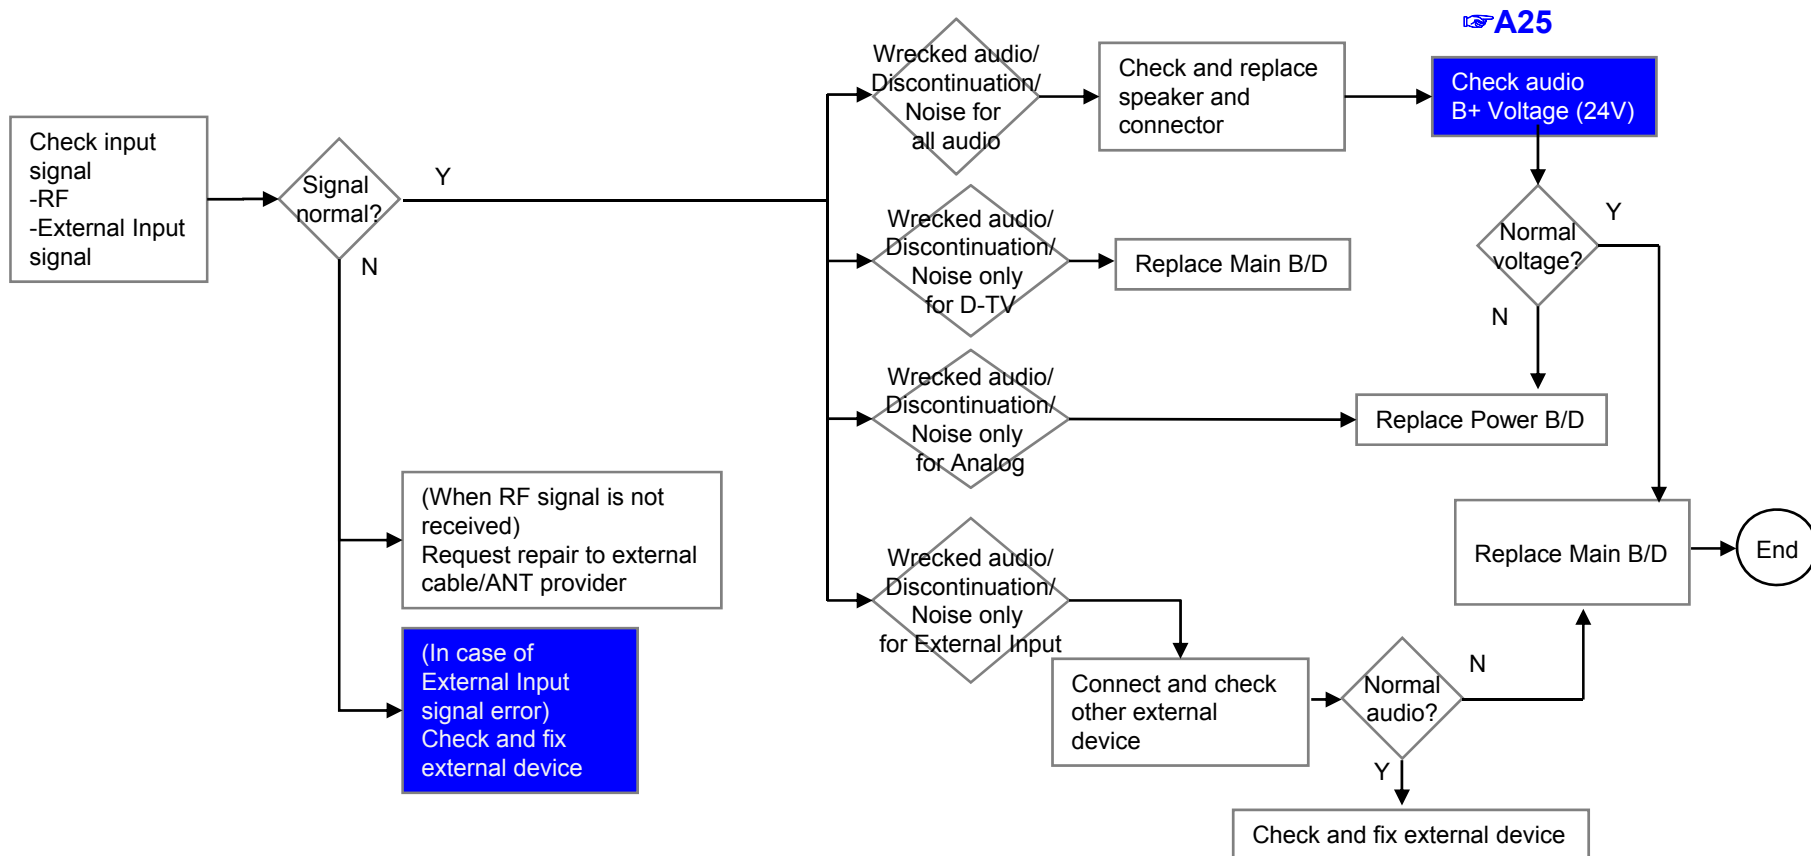 ☞A25
Check input
signal
-RF
-External Input
signal
Signal
normal?
Y
N
(When RF signal is not
received)
Request repair to external
cable/ANT provider
(In case of
External Input
signal error)
Check and fix
external device
Wrecked audio/
Discontinuation/
Noise for
all audio
Check and replace
speaker and
connector
Check audio
B+ Voltage (24V)
Normal
voltage?
Y
N
Wrecked audio/
Discontinuation/
Noise only
for D-TV
Replace Main B/D
Wrecked audio/
Discontinuation/
Noise only
for Analog
Replace Power B/D
Wrecked audio/
Discontinuation/
Noise only
for External Input
Connect and check
other external
device
Normal
audio?
N
Y
Replace Main B/D
End
Check and fix external device